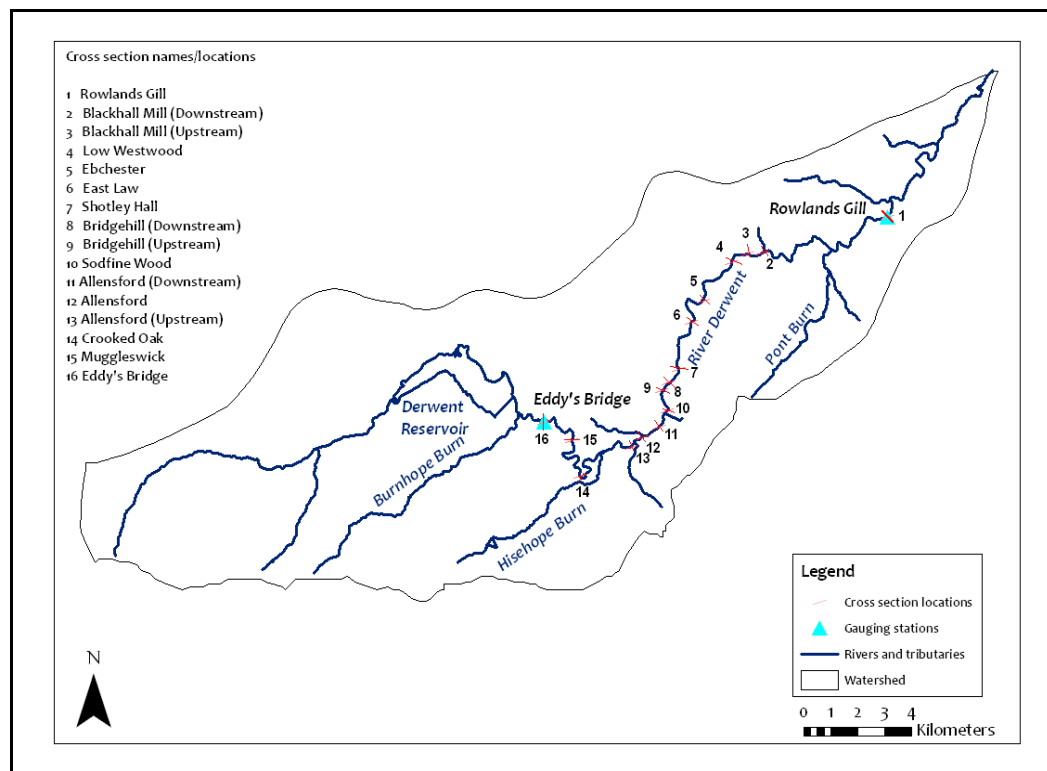 Cross section names/locations
1 Rowlands Gill
2 Blackhall Mill (Downstream)
3 Blackhall Mill (Upstream)
4 Low Westwood
5 Ebchester
6 East Law
7 Shotley Hall
8 Bridgehill (Downstream)
9 Bridgehill (Upstream)
10 Sodfine Wood
11 Allensford (Downstream)
12 Allensford
13 Allensford (Upstream)
14 Crooked Oak
15 Muggleswick
16 Eddy's Bridge
Rowlands Gill
1
3
4
2
5
6
River Derwent
Pont Burn
7
9
8
10
Eddy's Bridge
Derwent
Reservoir
11
16
15
12
13
Burnhope Burn
14
Hisehope Burn
Legend
Cross section locations
Gauging stations
Rivers and tributaries
Watershed
N
0 1 2 3 4
Kilometers